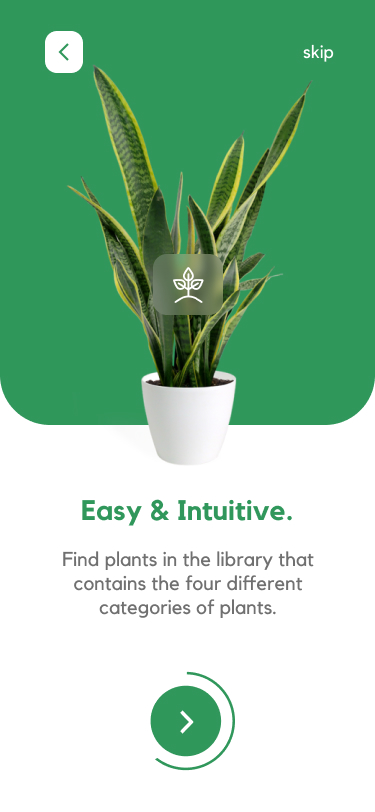 skip
Easy & Intuitive.
Find plants in the library that
contains the four different
categories of plants.